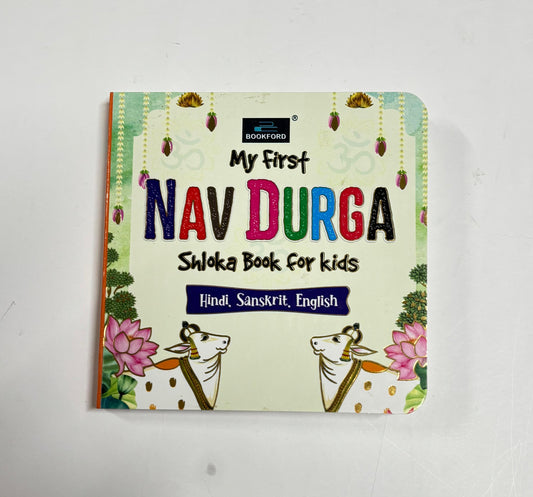 BOOKFORD ®
My First
NAV DURGA
Shloka Book for kids
Hindi, Sanskrit, English
ॐ ॐ